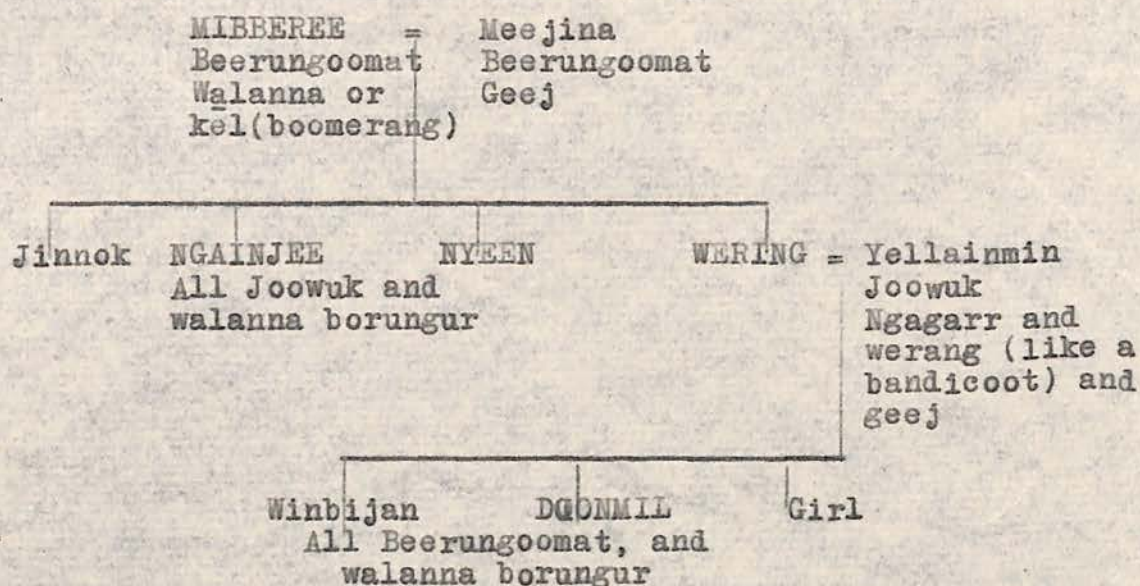 MIBBEREE = Meejina
Beerungoomat Beerungoomat
Walanna or Geej
kēl(boomerang)
Jinnok NGAINJEE NYEEN WERING = Yellainmin
All Joowuk and Joowuk
walanna borungur Ngagarr and
werang (like a
bandicoot) and
geej
Winbijan DOONMIL Girl
All Beerungoomat, and
walanna borungur